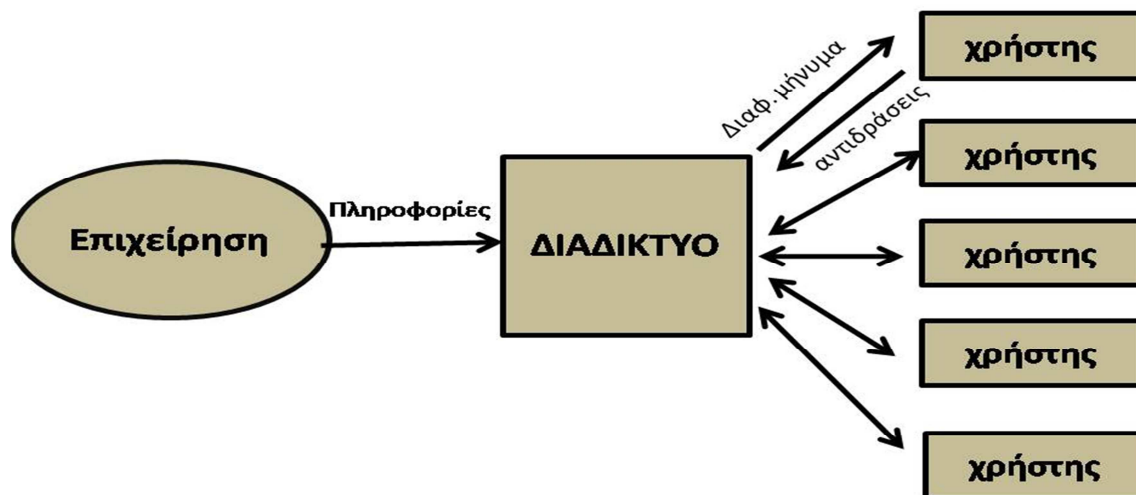 Επιχείρηση
Πληροφορίες
ΔΙΑΔΙΚΤΥΟ
Διαφ. μήνυμα
αντιδράσεις
χρήστης
χρήστης
χρήστης
χρήστης
χρήστης